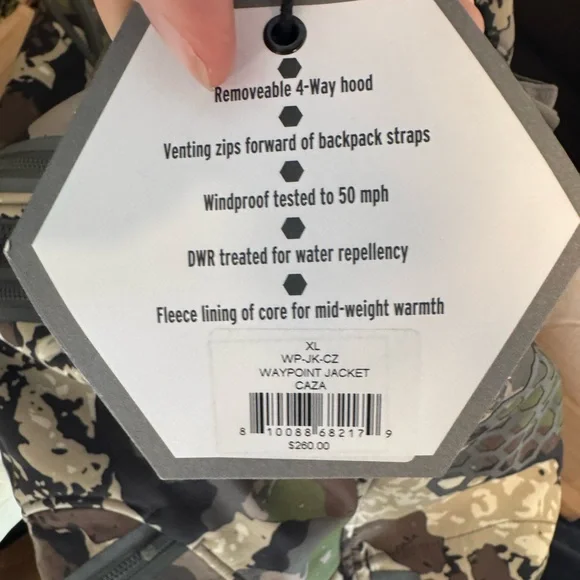 Removeable 4-Way hood
Venting zips forward of backpack straps
Windproof tested to 50 mph
DWR treated for water repellency
Fleece lining of core for mid-weight warmth
XL
WP-JK-CZ
WAYPOINT JACKET
CAZA
8 10088 68217 9
$260.00